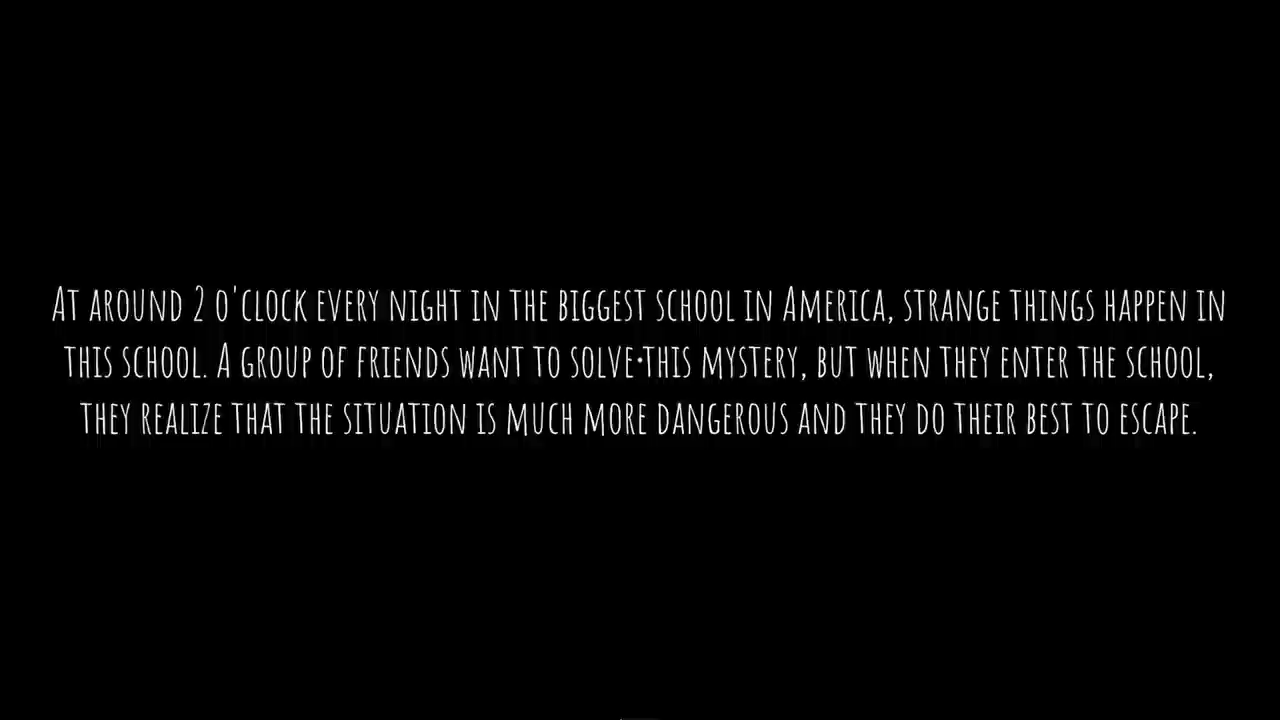 At around 2 o'clock every night in the biggest school in America, strange things happen in
this school. A group of friends want to solve•this mystery, but when they enter the school,
they realize that the situation is much more dangerous and they do their best to escape.